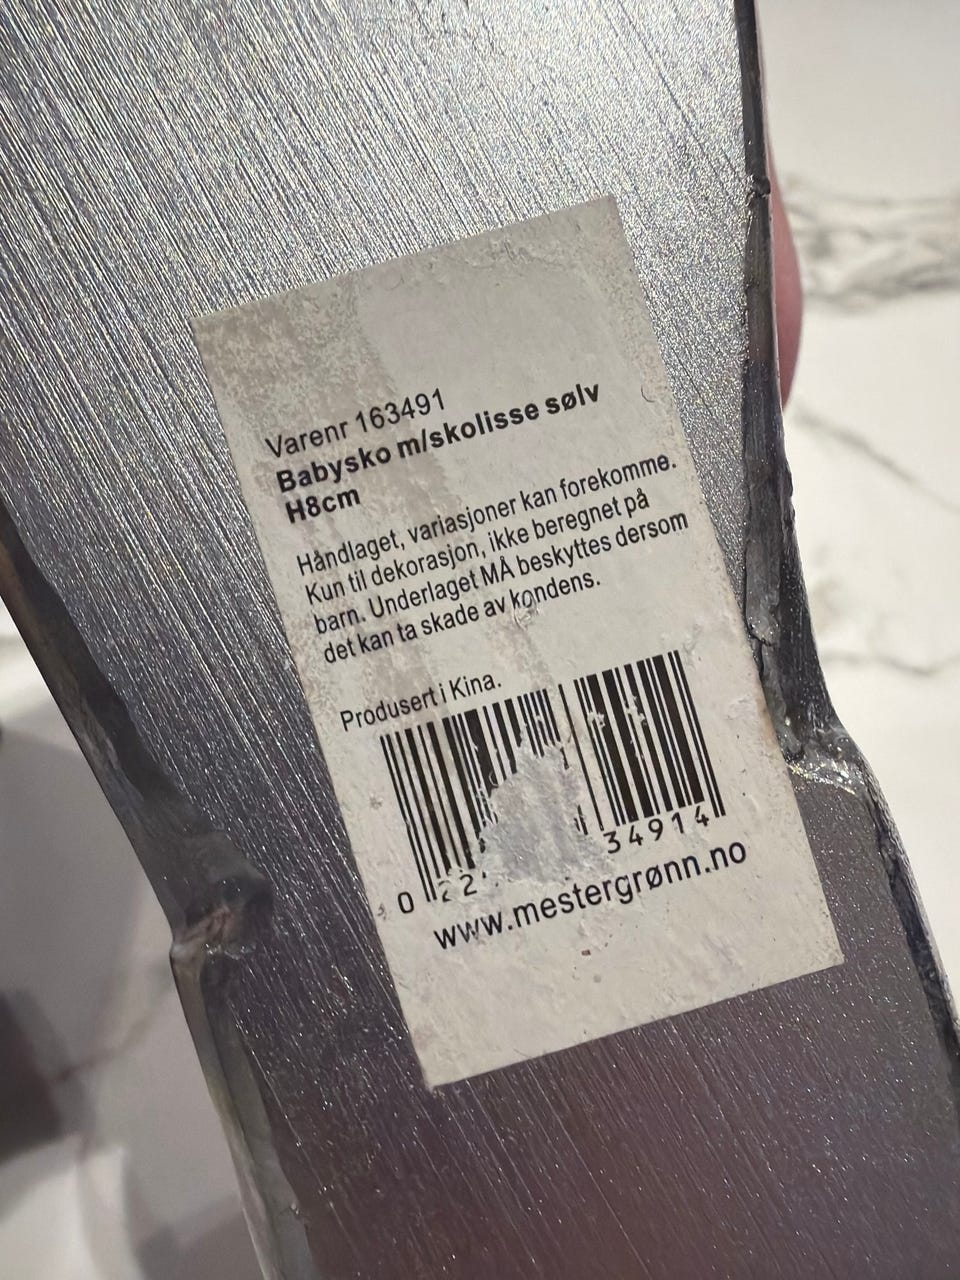 Varenr 163491
Babysko m/skolisse sølv
H8cm
Håndlaget, variasjoner kan forekomme.
Kun til dekorasjon, ikke beregnet på
barn. Underlaget MÅ beskyttes dersom
det kan ta skade av kondens.
Produsert i Kina.
0 34914
www.mestergrønn.no